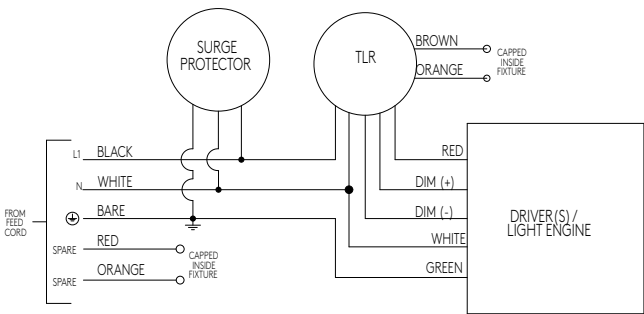 SURGE
PROTECTOR
TLR
BROWN
ORANGE
CAPPED
INSIDE
FIXTURE
L1
BLACK
N
WHITE
BARE
SPARE
RED
SPARE
ORANGE
CAPPED
INSIDE
FIXTURE
FROM
FEED
CORD
RED
DIM (+)
DIM (-)
WHITE
GREEN
DRIVER(S) /
LIGHT ENGINE